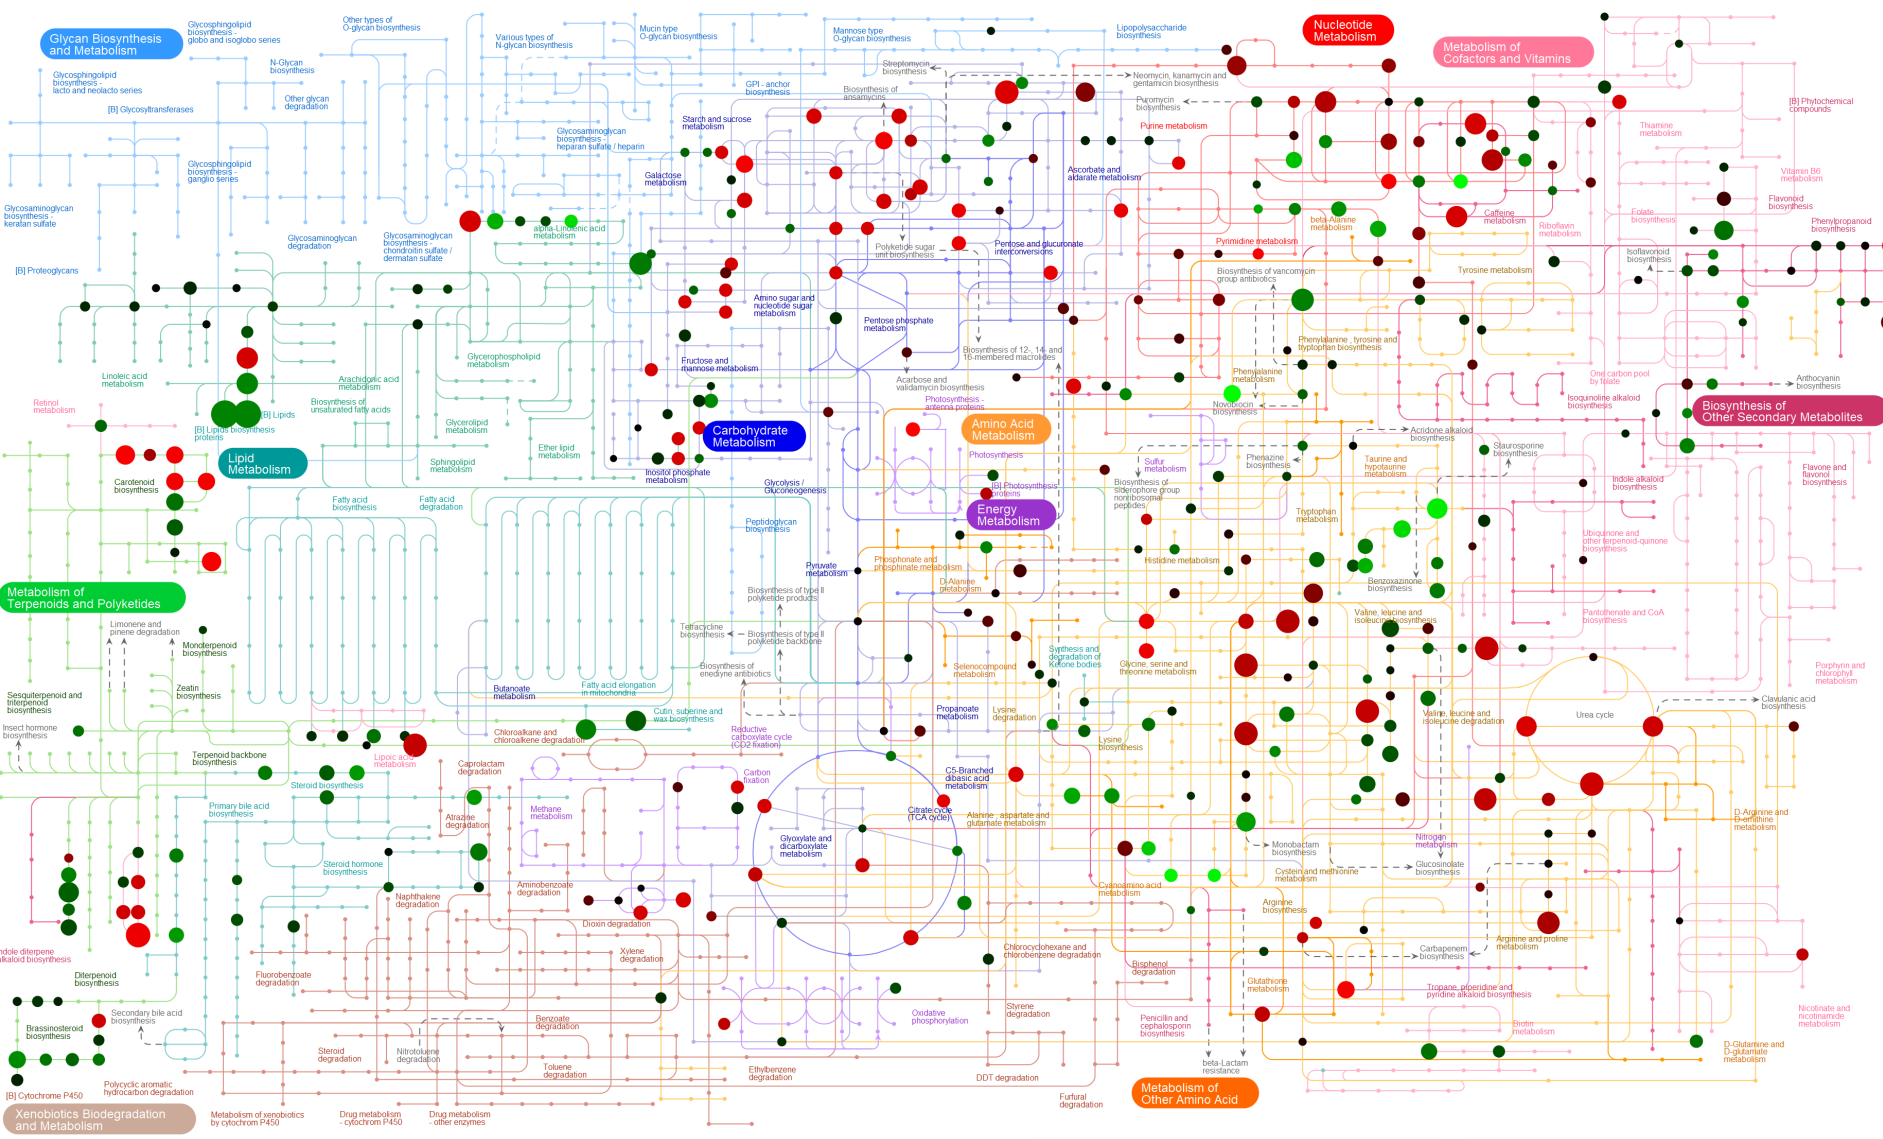 Glycan Biosynthesis
and Metabolism
Glycosphingolipid
biosynthesis -
globo and isoglobo series
Other types of
O-glycan biosynthesis
Various types of
N-glycan biosynthesis
Mucin type
O-glycan biosynthesis
Mannose type
O-glycan biosynthesis
Lipopolysaccharide
biosynthesis
Nucleotide
Metabolism
Metabolism of
Cofactors and Vitamins
Glycosphingolipid
biosynthesis -
lacto and neolacto series
N-Glycan
biosynthesis
Other glycan
degradation
[B] Glycosyltransferases
GPI - anchor
biosynthesis
Streptomycin
biosynthesis
Biosynthesis of
ansamycins
Neomycin, kanamycin and
gentamicin biosynthesis
Puromycin
biosynthesis
Purine metabolism
[B] Phytochemical
compounds
Thiamine
metabolism
Starch and sucrose
metabolism
Glycosaminoglycan
biosynthesis -
heparan sulfate / heparin
Glycosphingolipid
biosynthesis -
ganglio series
Galactose
metabolism
Ascorbate and
aldarate metabolism
Vitamin B6
metabolism
Flavonoid
biosynthesis
Phenylpropanoid
biosynthesis
Glycosaminoglycan
biosynthesis -
keratan sulfate
Glycosaminoglycan
degradation
Glycosaminoglycan
biosynthesis -
chondroitin sulfate /
dermatan sulfate
alpha-Linolenic acid
metabolism
Polyketide sugar
unit biosynthesis
Pentose and glucuronate
interconversions
Pyrimidine metabolism
beta-Alanine
metabolism
Caffeine
metabolism
Riboflavin
metabolism
Folate
biosynthesis
Isoflavonoid
biosynthesis
[B] Proteoglycans
Biosynthesis of vancomycin
group antibiotics
Tyrosine metabolism
Amino sugar and
nucleotide sugar
metabolism
Pentose phosphate
metabolism
Biosynthesis of 12-, 14- and
16-membered macrolides
Phenylalanine , tyrosine and
tryptophan biosynthesis
Glycerophospholipid
metabolism
Fructose and
mannose metabolism
Acarbose and
validamycin biosynthesis
Phenylalanine
metabolism
One carbon pool
by folate
Anthocyanin
biosynthesis
Linoleic acid
metabolism
Arachidonic acid
metabolism
Biosynthesis of
unsaturated fatty acids
Retinol
metabolism
[B] Lipids
[B] Lipids biosynthesis
proteins
Glycerolipid
metabolism
Photosynthesis -
antenna proteins
Novobiocin
biosynthesis
Isoquinoline alkaloid
biosynthesis
Biosynthesis of
Other Secondary Metabolites
Carbohydrate
Metabolism
Amino Acid
Metabolism
Acridone alkaloid
biosynthesis
Staurosporine
biosynthesis
Lipid
Metabolism
Sphingolipid
metabolism
Ether lipid
metabolism
Inositol phosphate
metabolism
Photosynthesis
Sulfur
metabolism
Phenazine
biosynthesis
Taurine and
hypotaurine
metabolism
Indole alkaloid
biosynthesis
Flavone and
flavonol
biosynthesis
Carotenoid
biosynthesis
Fatty acid
biosynthesis
Fatty acid
degradation
Glycolysis /
Gluconeogenesis
[B] Photosynthesis
proteins
Biosynthesis of
siderophore group
nonribosomal
peptides
Energy
Metabolism
Peptidoglycan
biosynthesis
Tryptophan
metabolism
Ubiquinone and
other terpenoid-quinone
biosynthesis
Pyruvate
metabolism
Phosphonate and
phosphinate metabolism
Histidine metabolism
D-Alanine
metabolism
Benzoxazinone
biosynthesis
Metabolism of
Terpenoids and Polyketides
Biosynthesis of type II
polyketide products
Tetracycline
biosynthesis
Biosynthesis of type II
polyketide backbone
Valine, leucine and
isoleucine biosynthesis
Pantothenate and CoA
biosynthesis
Limonene and
pinene degradation
Monoterpenoid
biosynthesis
Biosynthesis of
enediyne antibiotics
Selenocompound
metabolism
Synthesis and
degradation of
Ketone bodies
Glycine, serine and
threonine metabolism
Porphyrin and
chlorophyll
metabolism
Sesquiterpenoid and
triterpenoid
biosynthesis
Zeatin
biosynthesis
Butanoate
metabolism
Fatty acid elongation
in mitochondria
Cutin, suberine and
wax biosynthesis
Propanoate
metabolism
Lysine
degradation
Valine, leucine and
isoleucine degradation
Urea cycle
Clavulanic acid
biosynthesis
Insect hormone
biosynthesis
Terpenoid backbone
biosynthesis
Lipoic acid
metabolism
Chloroalkane and
chloroalkene degradation
Reductive
carboxylate cycle
(CO2 fixation)
Lysine
biosynthesis
Steroid biosynthesis
Caprolactam
degradation
Carbon
fixation
C5-Branched
dibasic acid
metabolism
Primary bile acid
biosynthesis
Atrazine
degradation
Methane
metabolism
Citrate cycle
(TCA cycle)
Alanine , aspartate and
glutamate metabolism
D-Arginine and
D-ornithine
metabolism
Glyoxylate and
dicarboxylate
metabolism
Monobactam
biosynthesis
Nitrogen
metabolism
Glucosinolate
biosynthesis
Steroid hormone
biosynthesis
Cystein and methionine
metabolism
Aminobenzoate
degradation
Cyanoamino acid
metabolism
Naphthalene
degradation
Dioxin degradation
Arginine
biosynthesis
Arginine and proline
metabolism
Carbapenem
biosynthesis
ndole diterpene
alkaloid biosynthesis
Xylene
degradation
Chlorocyclohexane and
chlorobenzene degradation
Bisphenol
degradation
Diterpenoid
biosynthesis
Fluorobenzoate
degradation
Glutathione
metabolism
Tropane, piperidine and
pyridine alkaloid biosynthesis
Secondary bile acid
biosynthesis
Brassinosteroid
biosynthesis
Benzoate
degradation
Oxidative
phosphorylation
Styrene
degradation
Penicillin and
cephalosporin
biosynthesis
Biotin
metabolism
Nicotinate and
nicotinamide
metabolism
Steroid
degradation
Nitrotoluene
degradation
Toluene
degradation
Ethylbenzene
degradation
DDT degradation
beta-Lactam
resistance
D-Glutamine and
D-glutamate
metabolism
[B] Cytochrome P450
Polycyclic aromatic
hydrocarbon degradation
Furfural
degradation
Metabolism of
Other Amino Acid
Xenobiotics Biodegradation
and Metabolism
Metabolism of xenobiotics
by cytochrom P450
Drug metabolism
- cytochrom P450
Drug metabolism
- other enzymes